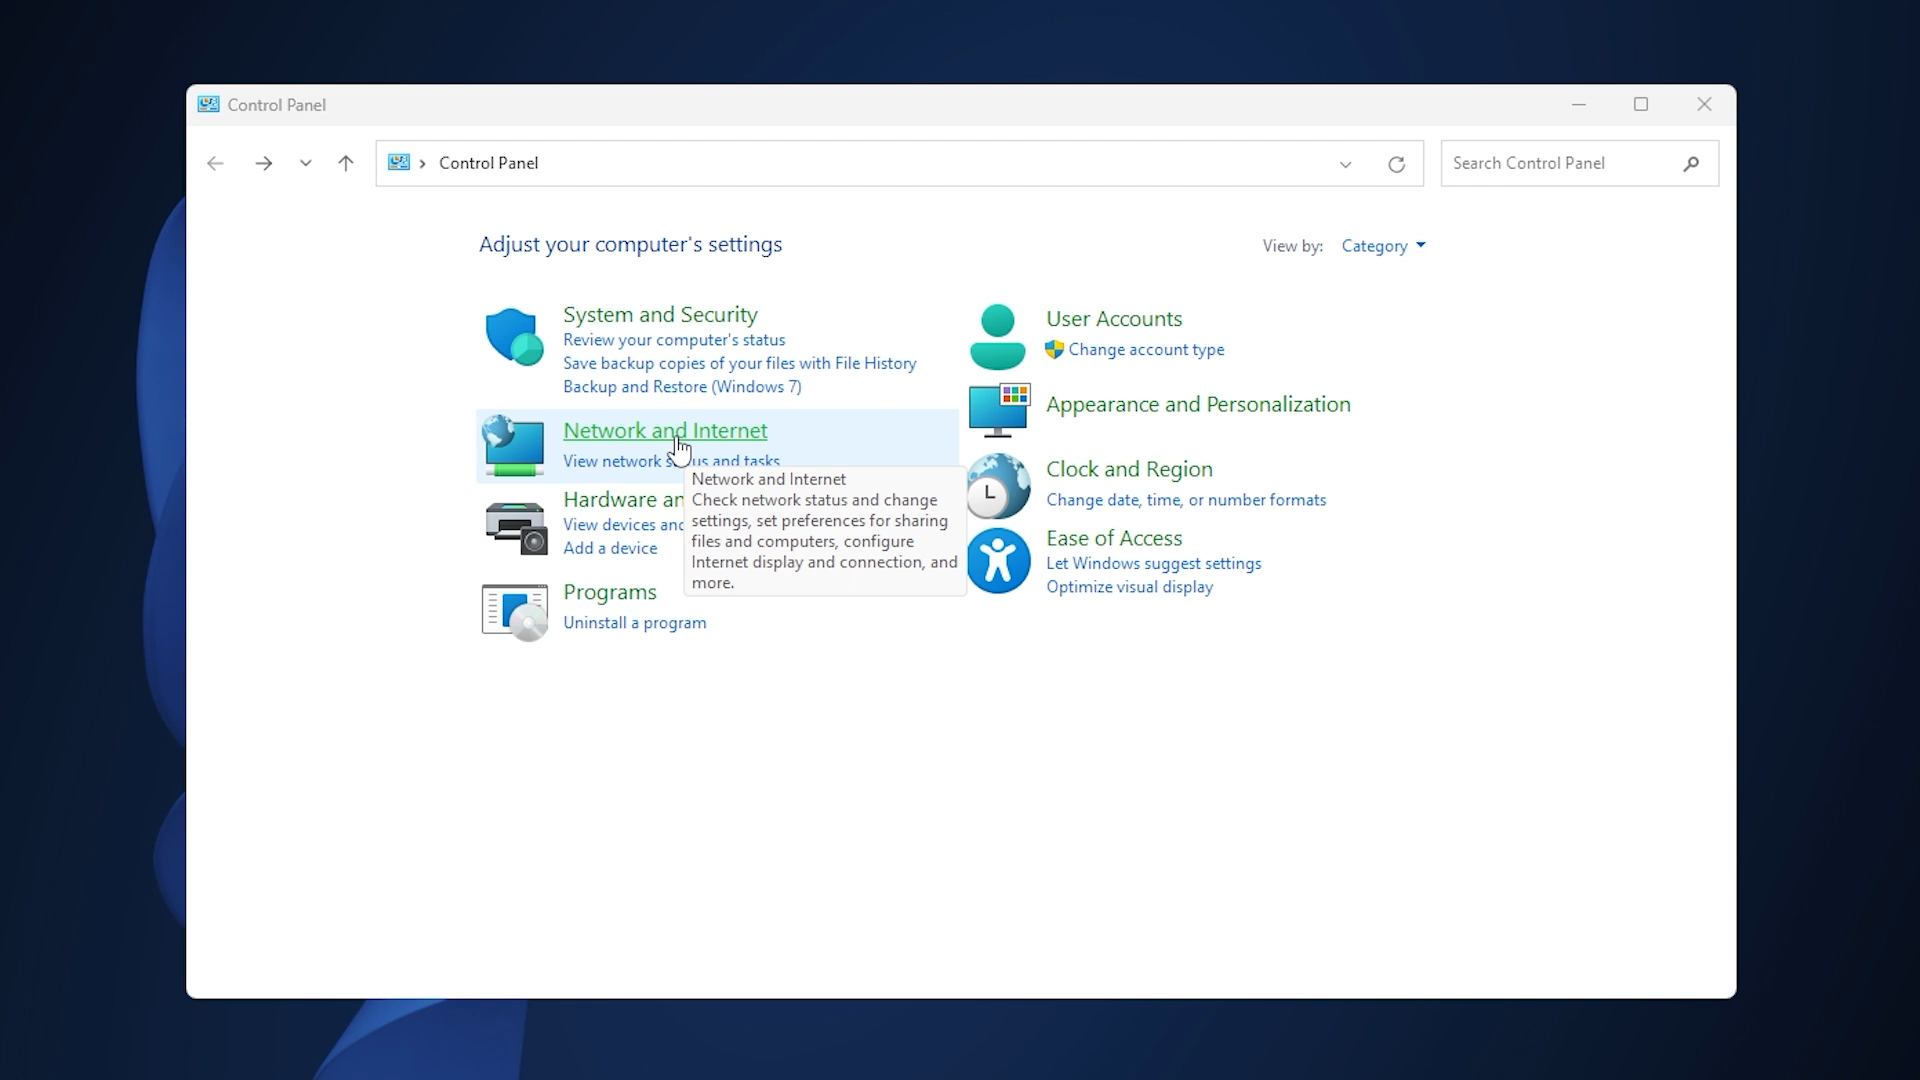 Control Panel
Control Panel
Search Control Panel
Adjust your computer's settings
View by: Category
System and Security
Review your computer's status
Save backup copies of your files with File History
Backup and Restore (Windows 7)
Network and Internet
View network and tasks
Hardware
View devices
Add a device
Programs
Uninstall a program
Network and Internet
Check network status and change
settings, set preferences for sharing
files and computers, configure
Internet display and connection, and
more.
User Accounts
Change account type
Appearance and Personalization
Clock and Region
Change date, time, or number formats
Ease of Access
Let Windows suggest settings
Optimize visual display